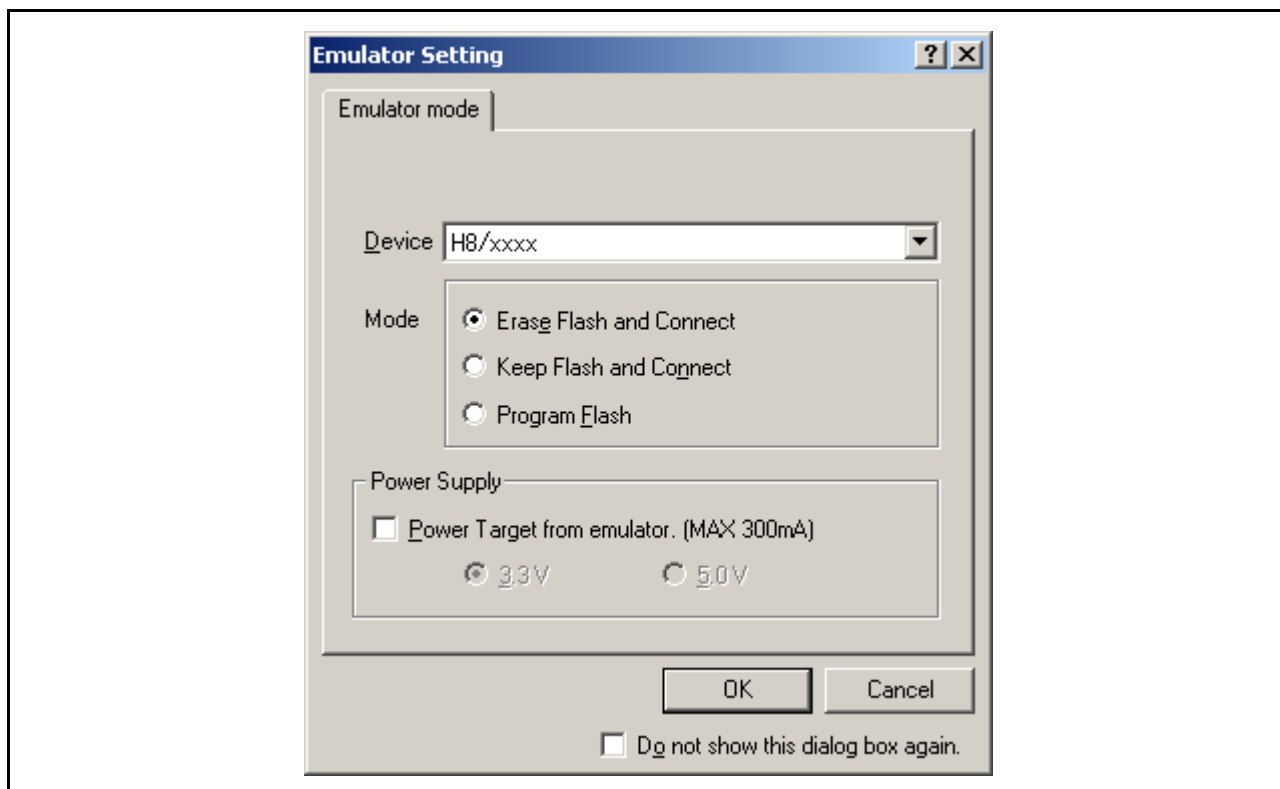 Emulator Setting
Emulator mode
Device H8/xxxx
Mode Erase Flash and Connect
Keep Flash and Connect
Program Flash
Power Supply
Power Target from emulator. (MAX 300mA)
3.3V 5.0V
OK Cancel
Do not show this dialog box again.